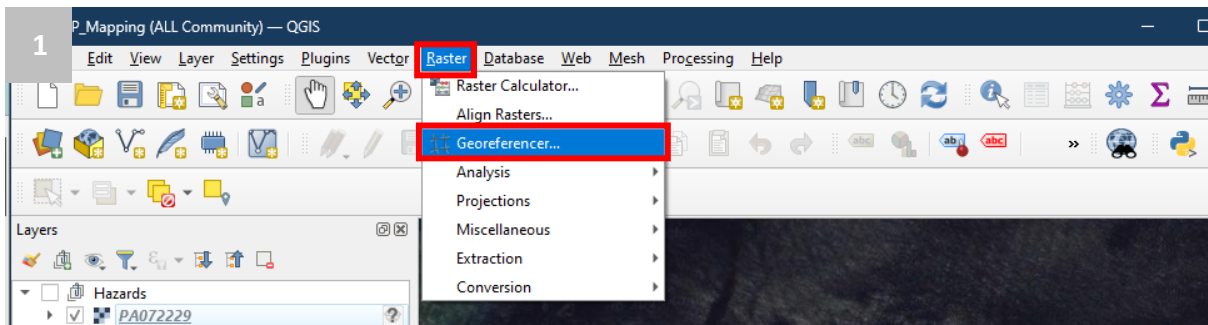 1
P_Mapping (ALL Community) — QGIS
Edit View Layer Settings Plugins Vector Raster Database Web Mesh Processing Help
Raster Calculator...
Align Rasters...
Georeferencer...
Analysis
Projections
Miscellaneous
Extraction
Conversion
a
abc
ab
abc
»
Layers
Hazards
PA072229
?